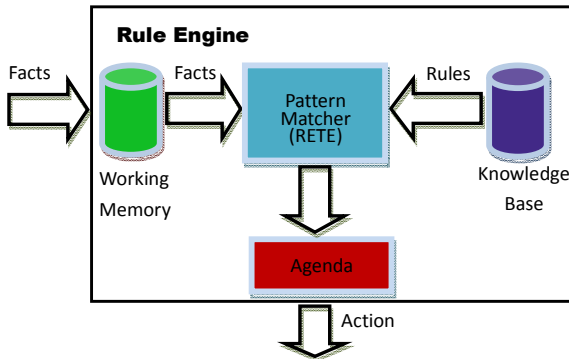 Rule Engine
Facts
Facts
Rules
Pattern
Matcher
(RETE)
Working
Memory
Knowledge
Base
Agenda
Action